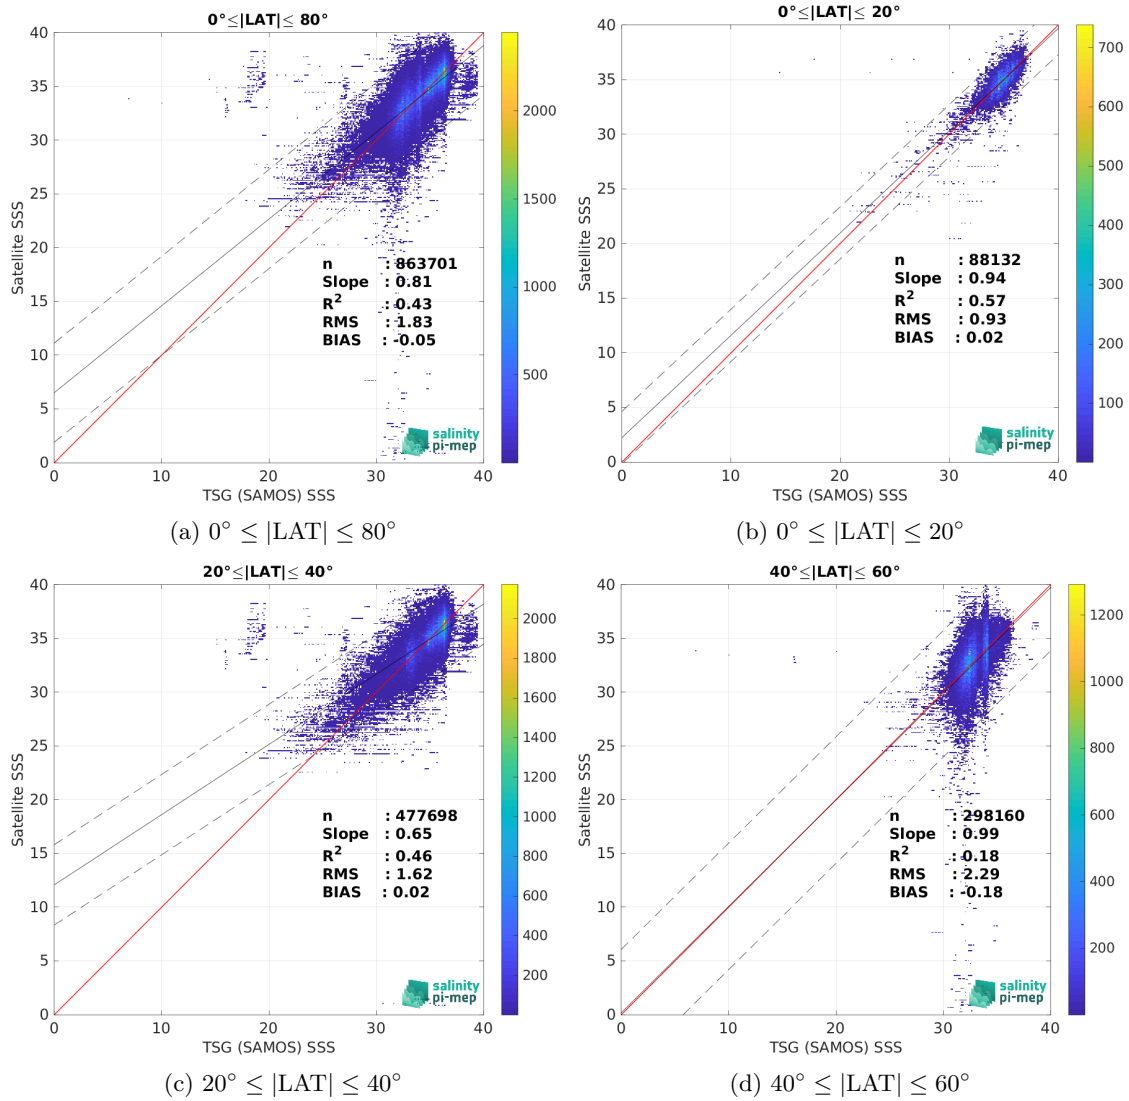 0°≤|LAT|≤ 80°
40
35
30
25
20
15
10
5
0
Satellite SSS
0
10
20
30
40
TSG (SAMOS) SSS
n : 863701
Slope : 0.81
R² : 0.43
RMS : 1.83
BIAS : -0.05
salinity
pi-mep
2000
1500
1000
500
(a) 0° ≤ |LAT| ≤ 80°
0°≤|LAT|≤ 20°
40
35
30
25
20
15
10
5
0
Satellite SSS
0
10
20
30
40
TSG (SAMOS) SSS
n : 88132
Slope : 0.94
R² : 0.57
RMS : 0.93
BIAS : 0.02
salinity
pi-mep
700
600
500
400
300
200
100
(b) 0° ≤ |LAT| ≤ 20°
20°≤|LAT|≤ 40°
40
35
30
25
20
15
10
5
0
Satellite SSS
0
10
20
30
40
TSG (SAMOS) SSS
n : 477698
Slope : 0.65
R² : 0.46
RMS : 1.62
BIAS : 0.02
salinity
pi-mep
2000
1800
1600
1400
1200
1000
800
600
400
200
(c) 20° ≤ |LAT| ≤ 40°
40°≤|LAT|≤ 60°
40
35
30
25
20
15
10
5
0
Satellite SSS
0
10
20
30
40
TSG (SAMOS) SSS
n : 298160
Slope : 0.99
R² : 0.18
RMS : 2.29
BIAS : -0.18
salinity
pi-mep
1200
1000
800
600
400
200
(d) 40° ≤ |LAT| ≤ 60°